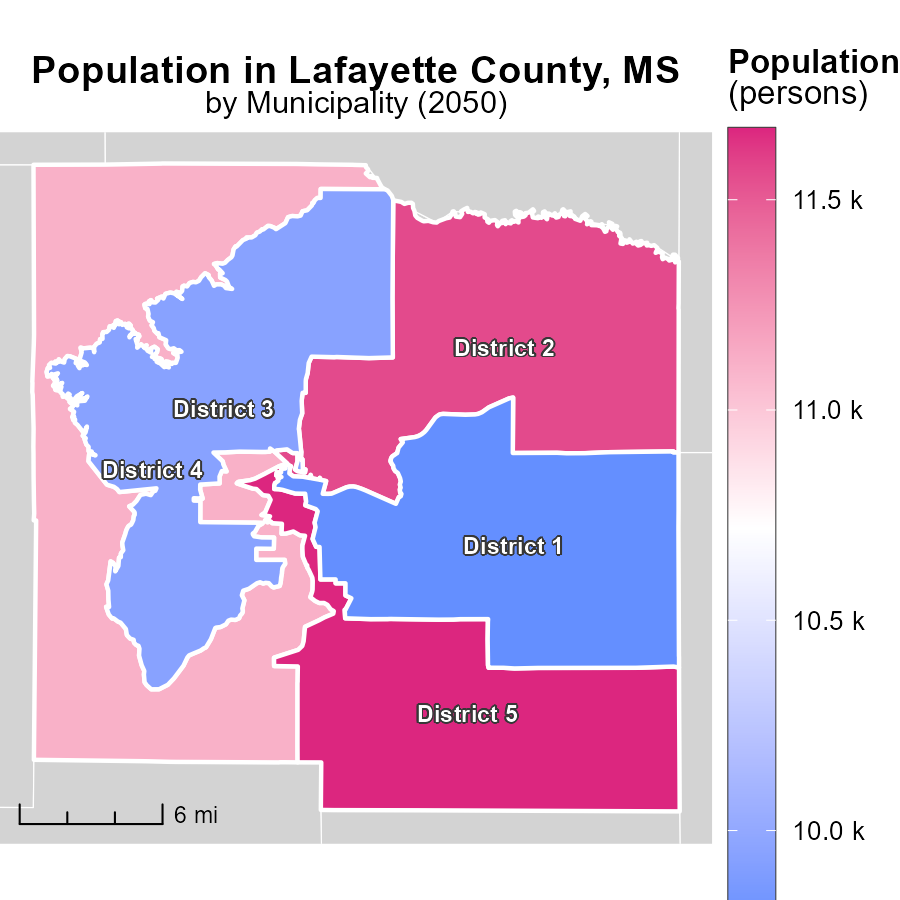 Population in Lafayette County, MS
by Municipality (2050)
Population
(persons)
11.5 k
11.0 k
10.5 k
10.0 k
District 2
District 3
District 4
District 1
District 5
6 mi